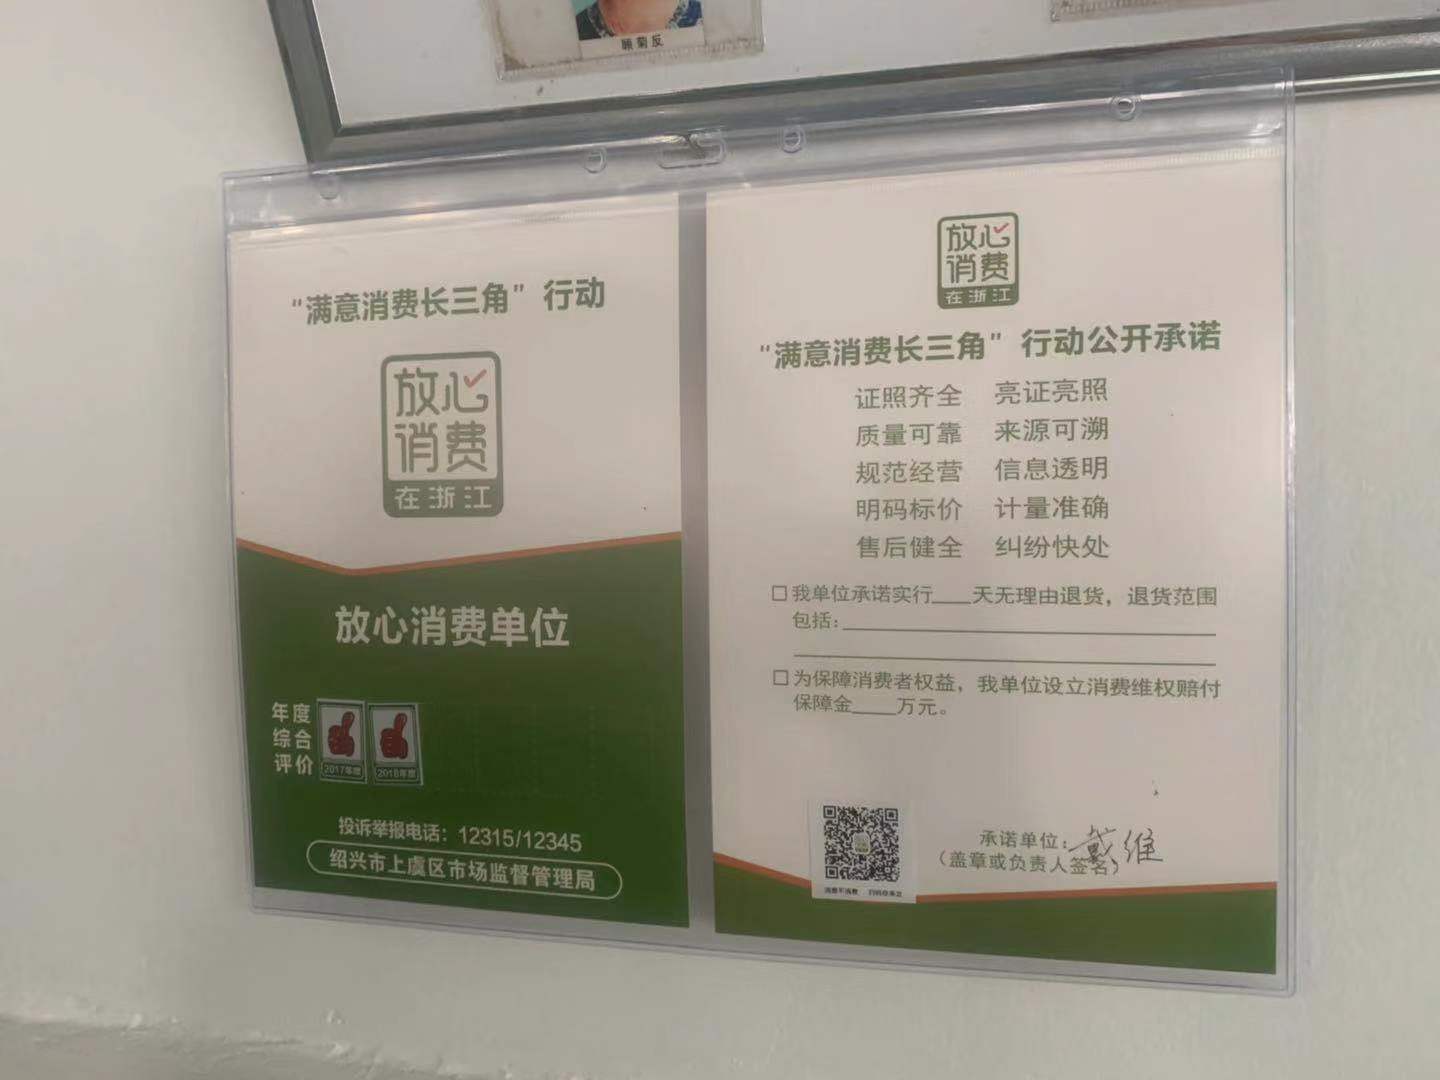 顾菊反
“满意消费长三角”行动
放心
消费
在浙江
放心消费单位
年度
综合
评价
2017年度
2018年度
投诉举报电话：12315/12345
绍兴市上虞区市场监督管理局
放心
消费
在浙江
“满意消费长三角”行动公开承诺
证照齐全 亮证亮照
质量可靠 来源可溯
规范经营 信息透明
明码标价 计量准确
售后健全 纠纷快处
□我单位承诺实行____天无理由退货，退货范围
包括：
□为保障消费者权益，我单位设立消费维权赔付
保障金____万元。
承诺单位：戴维
（盖章或负责人签名）